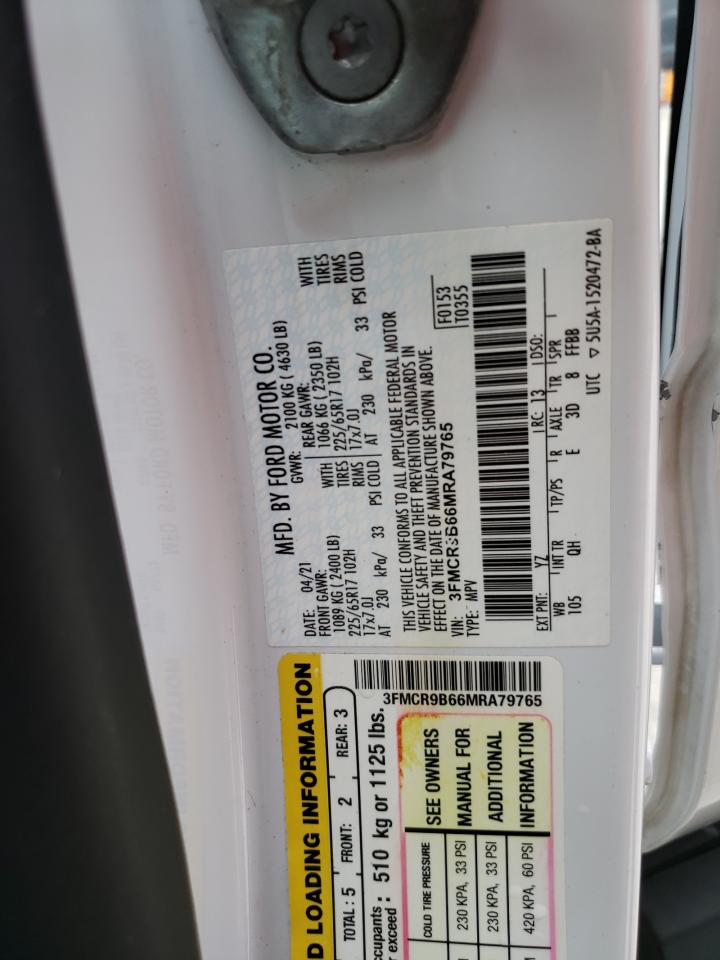 MFD. BY FORD MOTOR CO.
DATE: 04/21
GVWR: 2100 KG ( 4630 LB)
FRONT GAWR:
1089 KG ( 2400 LB)
225/65R17 102H
17x7.0J
AT 230 kPa/ 33 PSI COLD
WITH
TIRES
RIMS
REAR GAWR:
1066 KG ( 2350 LB)
225/65R17 102H
17x7.0J
AT 230 kPa/ 33 PSI COLD
WITH
TIRES
RIMS
THIS VEHICLE CONFORMS TO ALL APPLICABLE FEDERAL MOTOR
VEHICLE SAFETY AND THEFT PREVENTION STANDARDS IN
EFFECT ON THE DATE OF MANUFACTURE SHOWN ABOVE.
VIN: 3FMCR9B66MRA79765
TYPE: MPV
F0153
T0355
EXT PNT: YZ RC: 13 DSO:
WB INT TR TP/PS R AXLE TR SPR
105 QH E 3D 8 FFBB
UTC ▽ 5U5A-1520472-BA
D LOADING INFORMATION
TOTAL: 5 FRONT: 2 REAR: 3
ccupants
r exceed : 510 kg or 1125 lbs.
3FMCR9B66MRA79765
COLD TIRE PRESSURE
230 KPA, 33 PSI
230 KPA, 33 PSI
420 KPA, 60 PSI
SEE OWNERS
MANUAL FOR
ADDITIONAL
INFORMATION